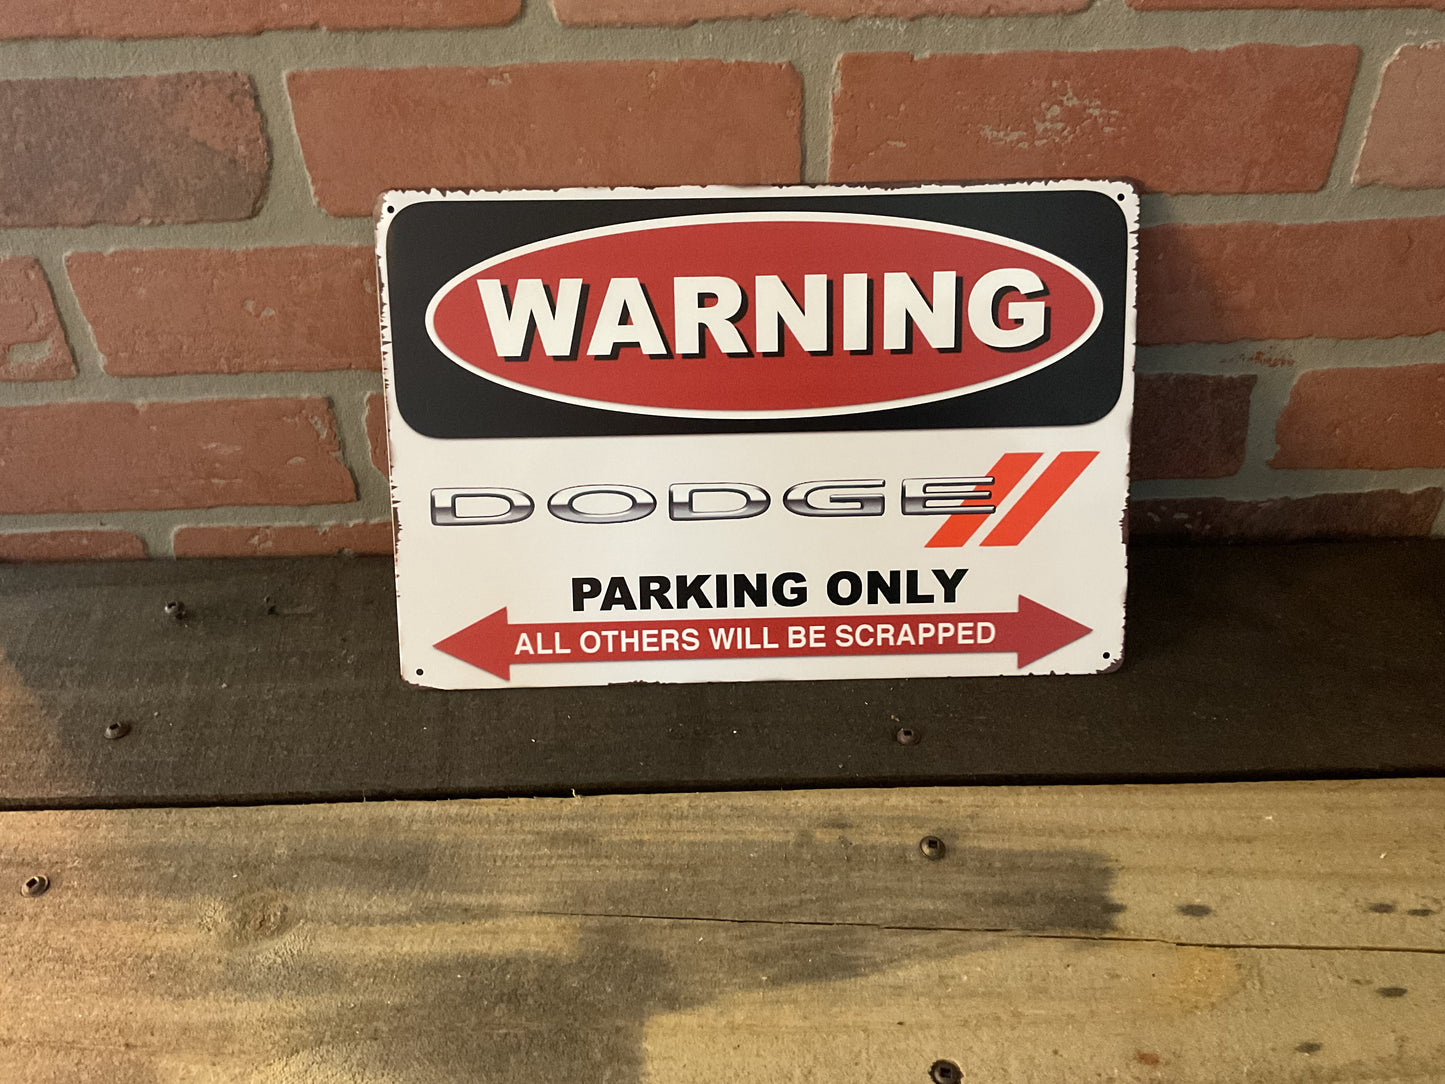 WARNING
DODGE
PARKING ONLY
ALL OTHERS WILL BE SCRAPPED